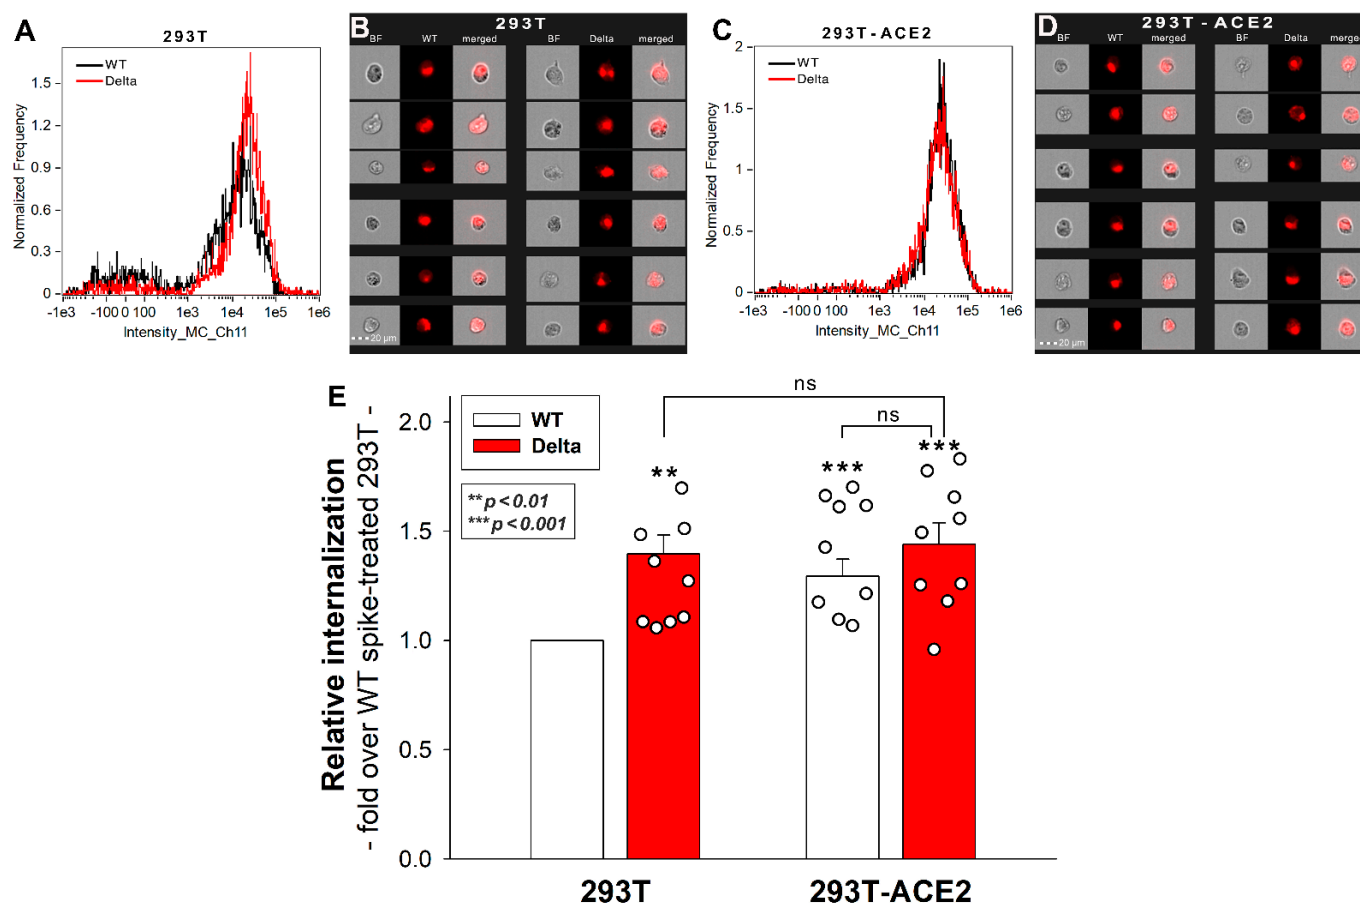 A
293T
WT
Delta
Normalized Frequency
1.5
1.2
0.9
0.6
0.3
0
-1e3
-100
0
100
1e3
1e4
1e5
1e6
Intensity_MC_Ch11
B
293T
BF
WT
merged
BF
Delta
merged
20 µm
C
293T-ACE2
WT
Delta
Normalized Frequency
2
1.5
1
0.5
0
-1e3
-100
0
100
1e3
1e4
1e5
1e6
Intensity_MC_Ch11
D
293T-ACE2
BF
WT
merged
BF
Delta
merge
20 µm
E
Relative internalization
- fold over WT spike-treated 293T -
2.0
1.5
1.0
0.5
0.0
WT
Delta
**p<0.01
***p<0.001
ns
ns
**
***
***
293T
293T-ACE2